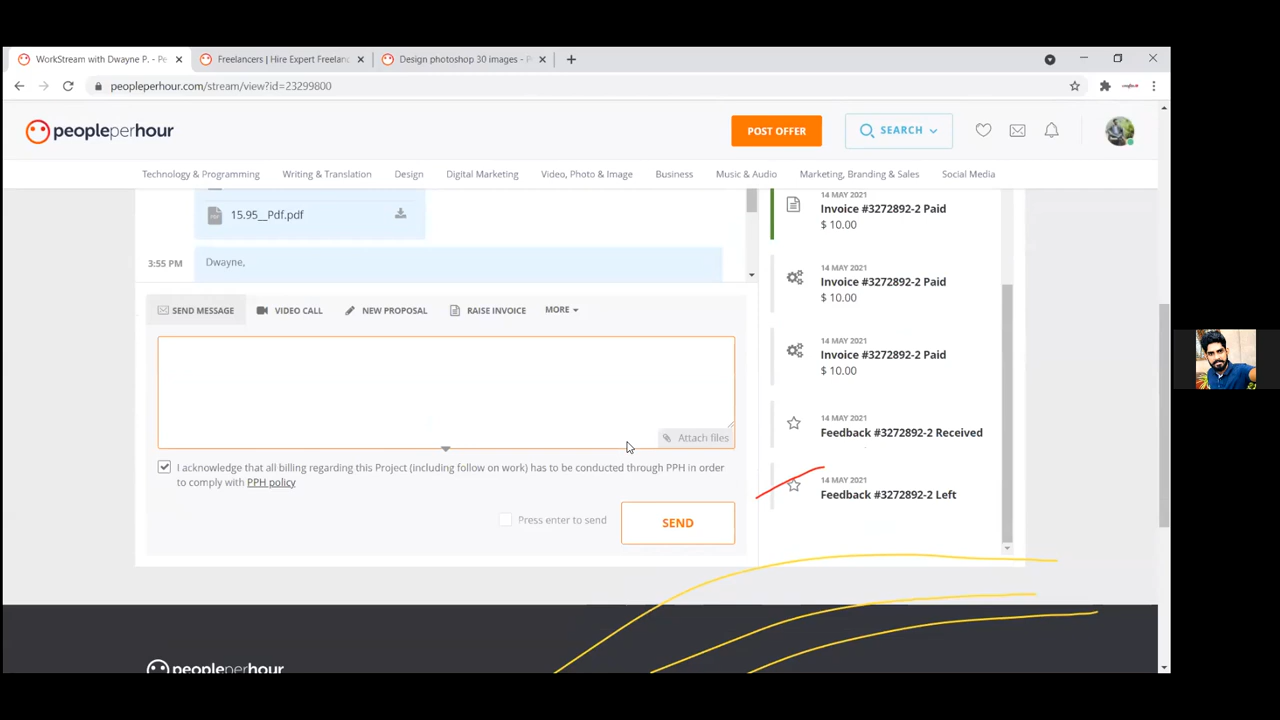 WorkStream with Dwayne P. - Pe
Freelancers | Hire Expert Freelanc
Design photoshop 30 images - P
peopleperhour.com/stream/view?id=23299800
peopleperhour
POST OFFER
SEARCH
Technology & Programming
Writing & Translation
Design
Digital Marketing
Video, Photo & Image
Business
Music & Audio
Marketing, Branding & Sales
Social Media
15.95__Pdf.pdf
3:55 PM
Dwayne,
SEND MESSAGE
VIDEO CALL
NEW PROPOSAL
RAISE INVOICE
MORE
Attach files
I acknowledge that all billing regarding this Project (including follow on work) has to be conducted through PPH in order
to comply with PPH policy
Press enter to send
SEND
14 MAY 2021
Invoice #3272892-2 Paid
$ 10.00
14 MAY 2021
Invoice #3272892-2 Paid
$ 10.00
14 MAY 2021
Invoice #3272892-2 Paid
$ 10.00
14 MAY 2021
Feedback #3272892-2 Received
14 MAY 2021
Feedback #3272892-2 Left
peopleperhour